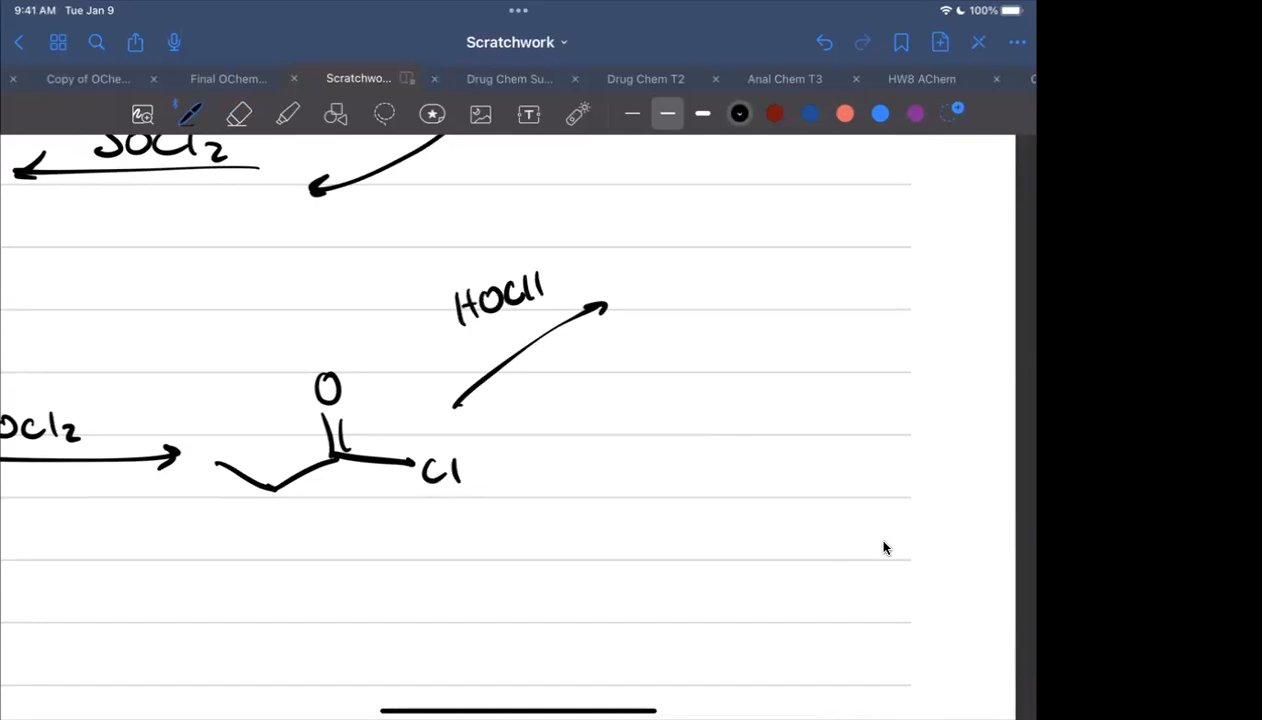 9:41 AM Tue Jan 9
100%
Scratchwork
Copy of OChe...
Final OChem...
Scratchwo...
Drug Chem Su...
Drug Chem T2
Anal Chem T3
HW8 AChem
SOCl2
HOCH
O
OCl2
Cl